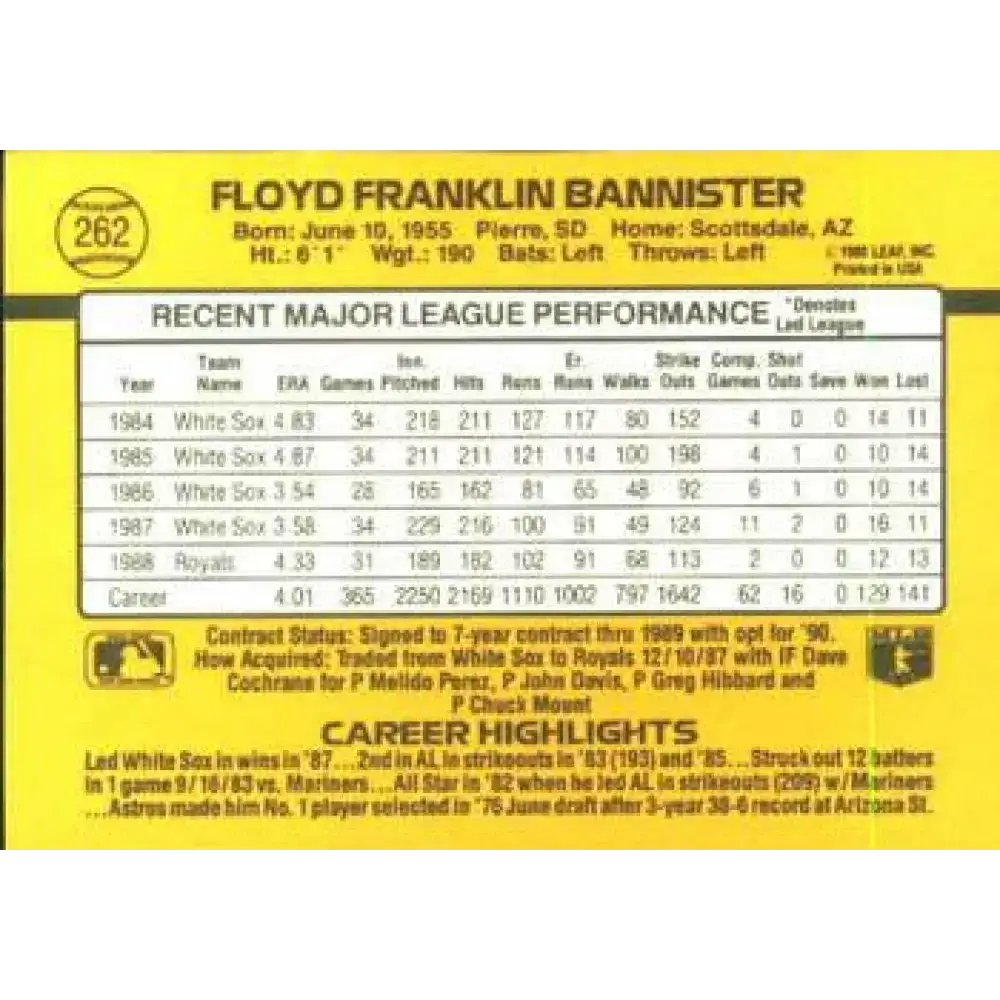 262
FLOYD FRANKLIN BANNISTER
Born: June 10, 1955 Pierre, SD Home: Scottsdale, AZ
Ht.: 6'1" Wgt.: 190 Bats: Left Throws: Left
LEAF, INC.
Printed in USA
RECENT MAJOR LEAGUE PERFORMANCE *Denotes Led League
Year Team Name ERA Games Inn. Pitched Hits Runs Er. Runs Walks Strike Outs Comp. Games Shut Outs Save Won Lost
1984 White Sox 4.83 34 218 211 127 117 80 152 4 0 0 14 11
1985 White Sox 4.87 34 211 211 121 114 100 198 4 1 0 10 14
1986 White Sox 3.54 28 165 162 81 65 48 92 6 1 0 10 14
1987 White Sox 3.58 34 229 216 100 91 49 124 11 2 0 16 11
1988 Royals 4.33 31 189 182 102 91 68 113 2 0 0 12 13
Career 4.01 365 2250 2169 1110 1002 797 1642 62 16 0 129 141
Contract Status: Signed to 7-year contract thru 1989 with opt for '90.
How Acquired: Traded from White Sox to Royals 12/10/87 with IF Dave
Cochrane for P Melido Perez, P John Davis, P Greg Hibbard and
P Chuck Mount
CAREER HIGHLIGHTS
Led White Sox in wins in '87...2nd in AL in strikeouts in '83 (193) and '85...Struck out 12 batters
in 1 game 9/16/83 vs. Mariners...All Star in '82 when he led AL in strikeouts (209) w/Mariners
...Astros made him No. 1 player selected in '76 June draft after 3-year 38-6 record at Arizona St.